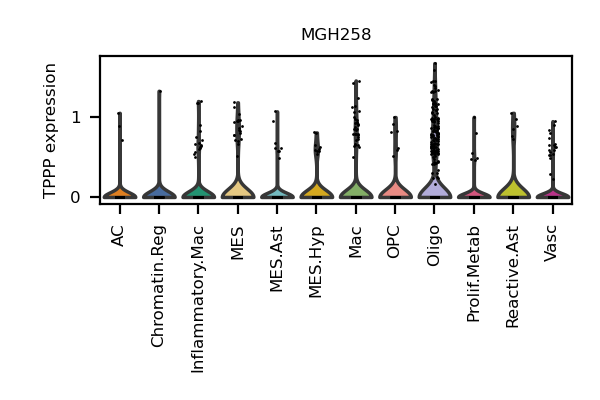 MGH258
TPPP expression
1
0
AC
Chromatin.Reg
Inflammatory.Mac
MES
MES.Ast
MES.Hyp
Mac
OPC
Oligo
Prolif.Metab
Reactive.Ast
Vasc